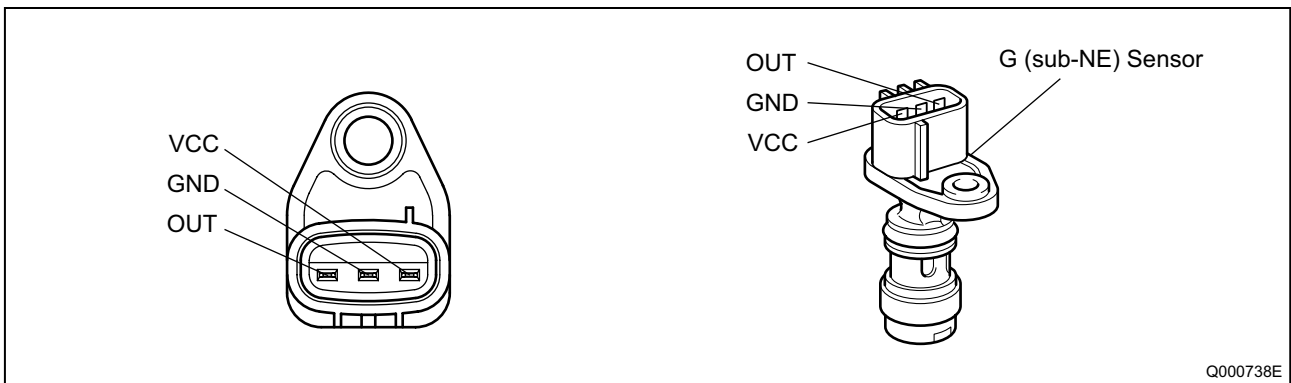 VCC
GND
OUT
OUT
GND
VCC
G (sub-NE) Sensor
Q000738E